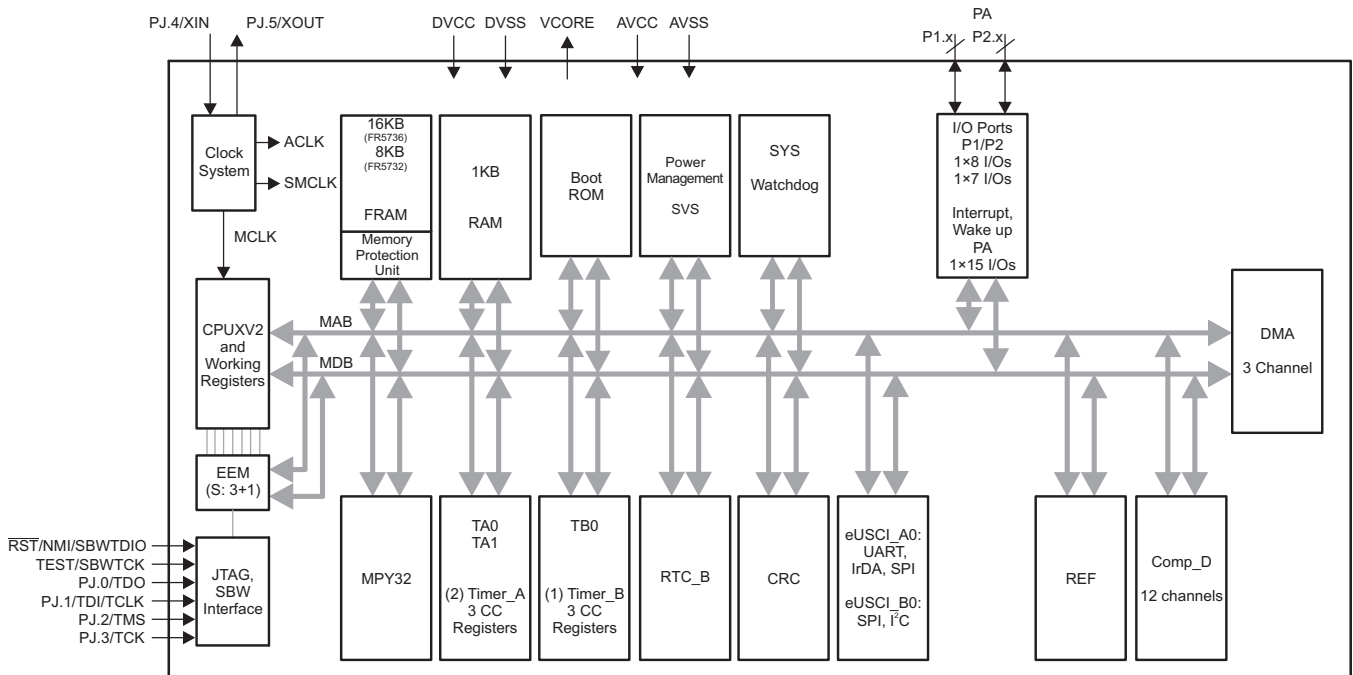 PJ.4/XIN
PJ.5/XOUT
DVCC
DVSS
VCORE
AVCC
AVSS
PA
P1.x
P2.x
Clock
System
ACLK
SMCLK
MCLK
16KB
(FR5736)
8KB
(FR5732)
FRAM
Memory
Protection
Unit
1KB
RAM
Boot
ROM
Power
Management
SVS
SYS
Watchdog
I/O Ports
P1/P2
1×8 I/Os
1×7 I/Os
Interrupt,
Wake up
PA
1×15 I/Os
CPUXV2
and
Working
Registers
MAB
MDB
DMA
3 Channel
EEM
(S: 3+1)
RST/NMI/SBWTDIO
TEST/SBWTCK
PJ.0/TDO
PJ.1/TDI/TCLK
PJ.2/TMS
PJ.3/TCK
JTAG,
SBW
Interface
MPY32
TA0
TA1
(2) Timer_A
3 CC
Registers
TB0
(1) Timer_B
3 CC
Registers
RTC_B
CRC
eUSCI_A0:
UART,
IrDA, SPI
eUSCI_B0:
SPI, I²C
REF
Comp_D
12 channels